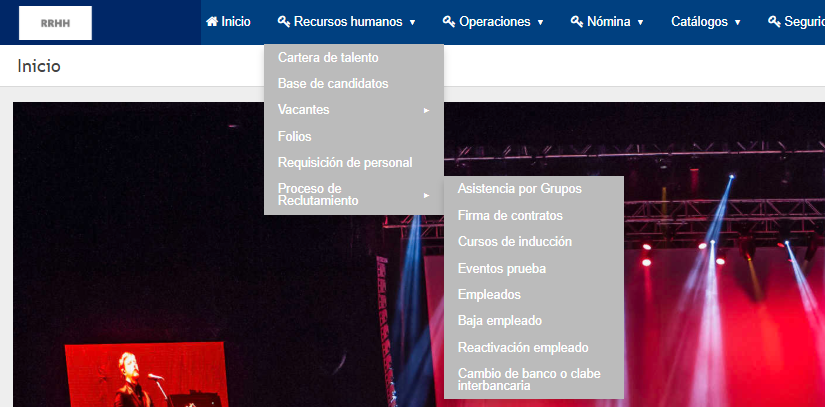 RRHH
Inicio
Recursos humanos
Operaciones
Nómina
Catálogos
Inicio
Cartera de talento
Base de candidatos
Vacantes
Folios
Requisición de personal
Proceso de
Reclutamiento
Asistencia por Grupos
Firma de contratos
Cursos de inducción
Eventos prueba
Empleados
Baja empleado
Reactivación empleado
Cambio de banco o clabe
interbancaria